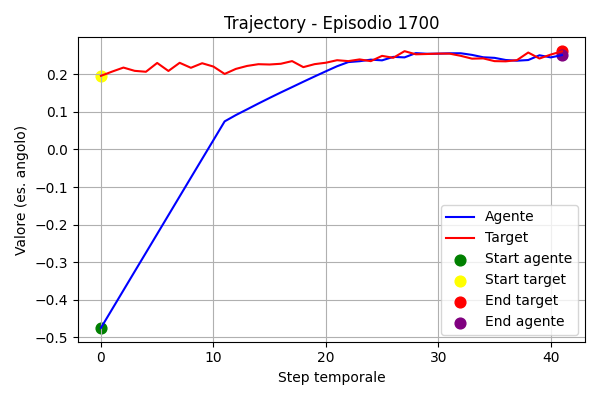 Trajectory - Episodio 1700
Valore (es. angolo)
0.2
0.1
0.0
−0.1
−0.2
−0.3
−0.4
−0.5
Agente
Target
Start agente
Start target
End target
End agente
0 10 20 30 40
Step temporale